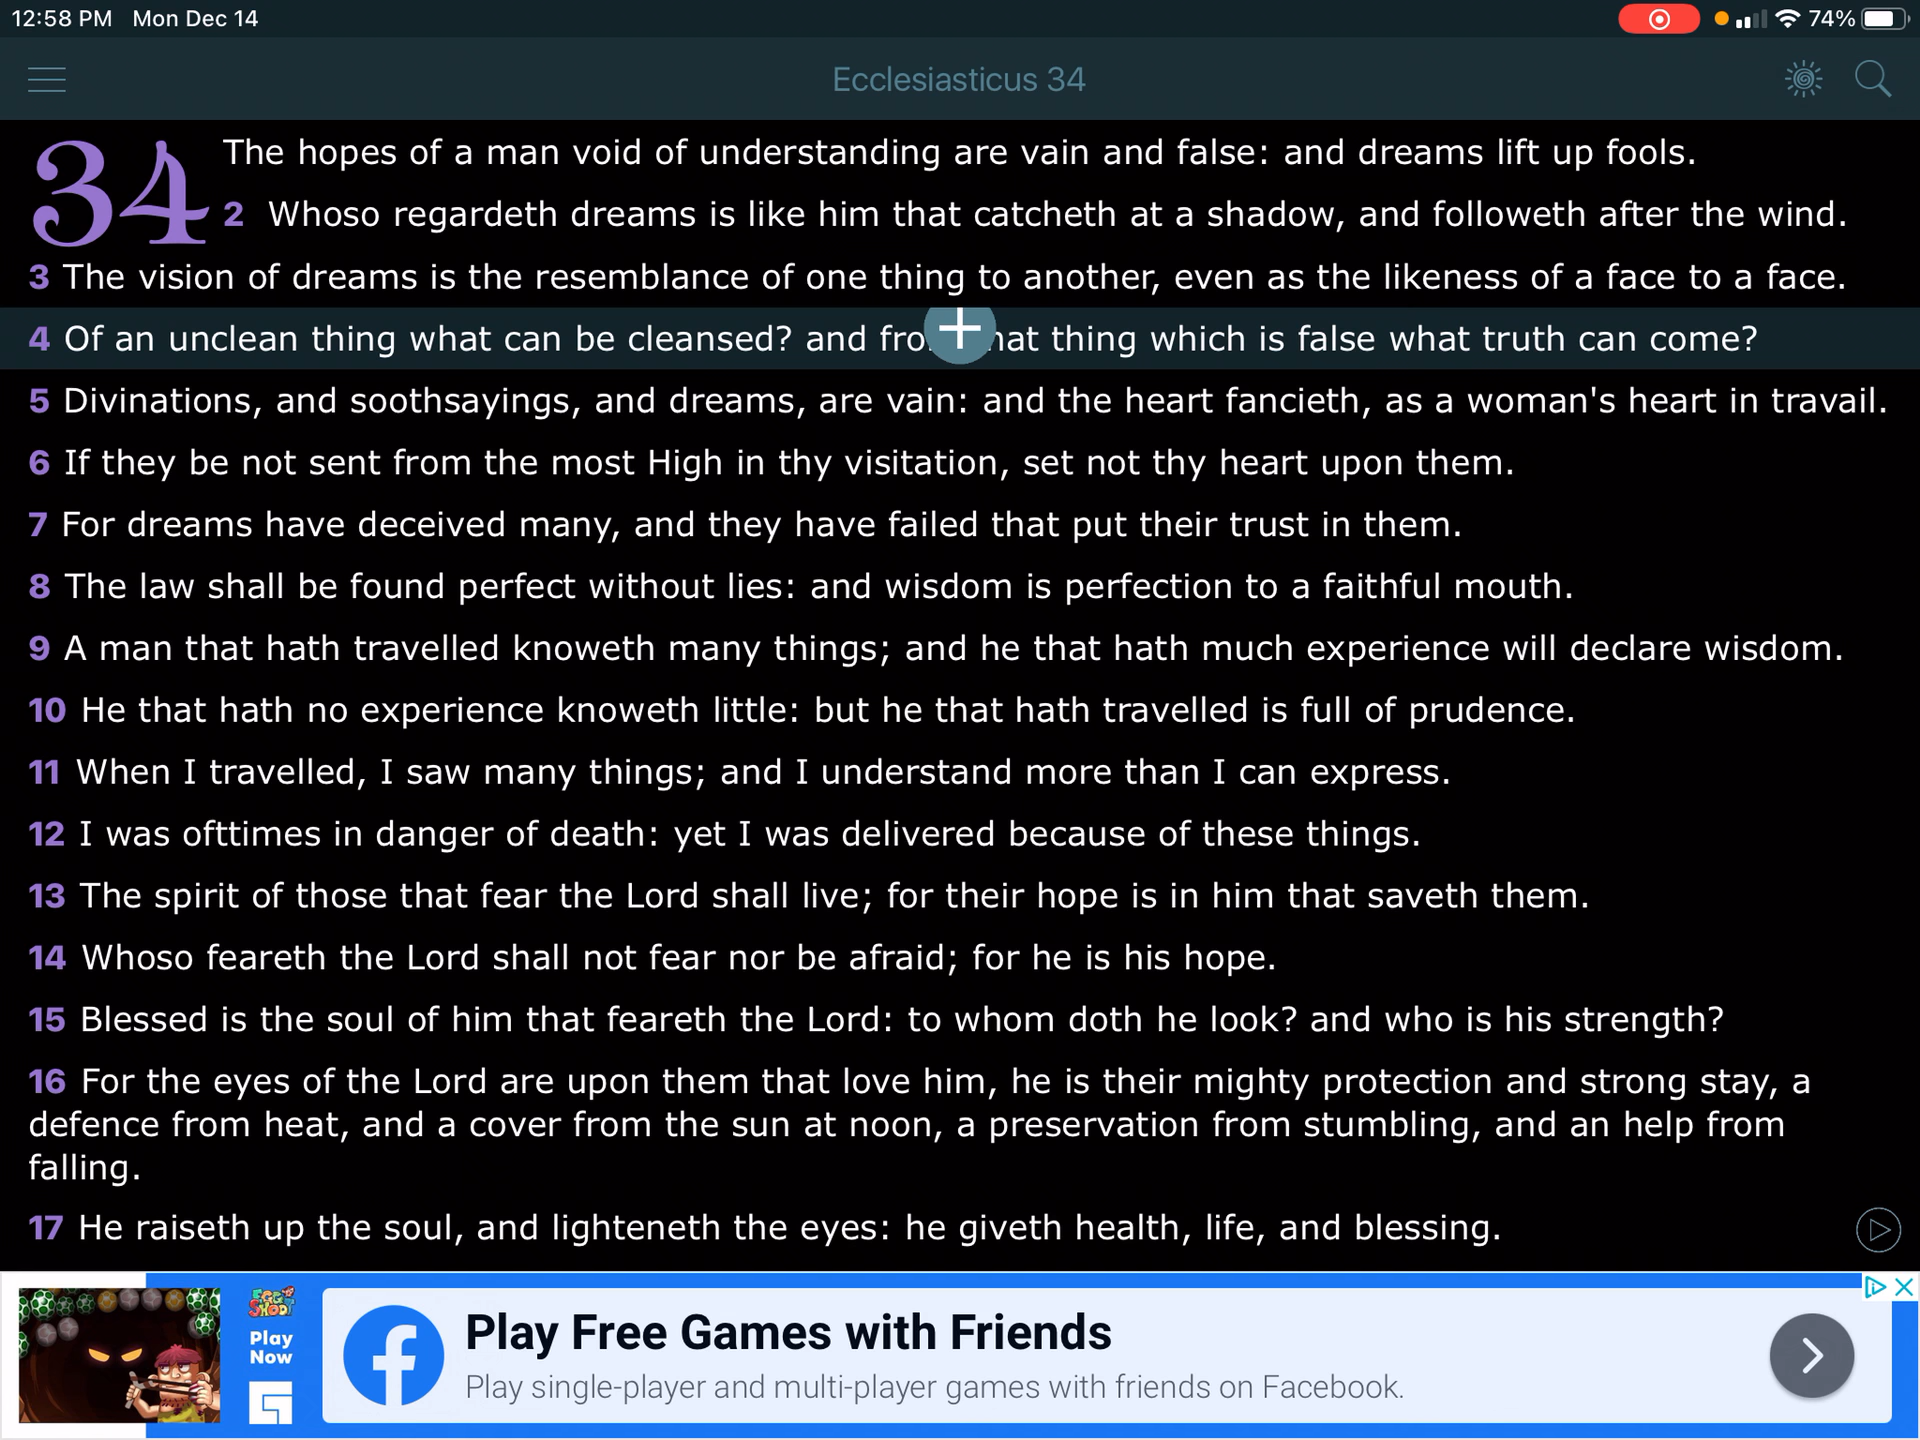 12:58 PM Mon Dec 14
74%
Ecclesiasticus 34
34 The hopes of a man void of understanding are vain and false: and dreams lift up fools.
2 Whoso regardeth dreams is like him that catcheth at a shadow, and followeth after the wind.
3 The vision of dreams is the resemblance of one thing to another, even as the likeness of a face to a face.
4 Of an unclean thing what can be cleansed? and thing which is false what truth can come?
5 Divinations, and soothsayings, and dreams, are vain: and the heart fancieth, as a woman's heart in travail.
6 If they be not sent from the most High in thy visitation, set not thy heart upon them.
7 For dreams have deceived many, and they have failed that put their trust in them.
8 The law shall be found perfect without lies: and wisdom is perfection to a faithful mouth.
9 A man that hath travelled knoweth many things; and he that hath much experience will declare wisdom.
10 He that hath no experience knoweth little: but he that hath travelled is full of prudence.
11 When I travelled, I saw many things; and I understand more than I can express.
12 I was ofttimes in danger of death: yet I was delivered because of these things.
13 The spirit of those that fear the Lord shall live; for their hope is in him that saveth them.
14 Whoso feareth the Lord shall not fear nor be afraid; for he is his hope.
15 Blessed is the soul of him that feareth the Lord: to whom doth he look? and who is his strength?
16 For the eyes of the Lord are upon them that love him, he is their mighty protection and strong stay, a
defence from heat, and a cover from the sun at noon, a preservation from stumbling, and an help from
falling.
17 He raiseth up the soul, and lighteneth the eyes: he giveth health, life, and blessing.
EGG
SHOOT
Play
Now
Play Free Games with Friends
Play single-player and multi-player games with friends on Facebook.